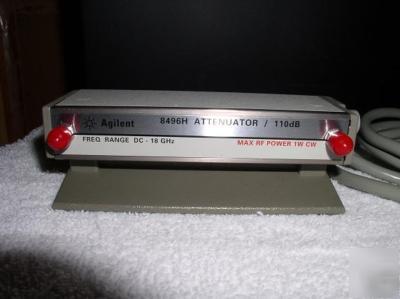 Agilent 8496H ATTENUATOR / 110dB
FREQ. RANGE DC - 18 GHz MAX RF POWER 1W CW